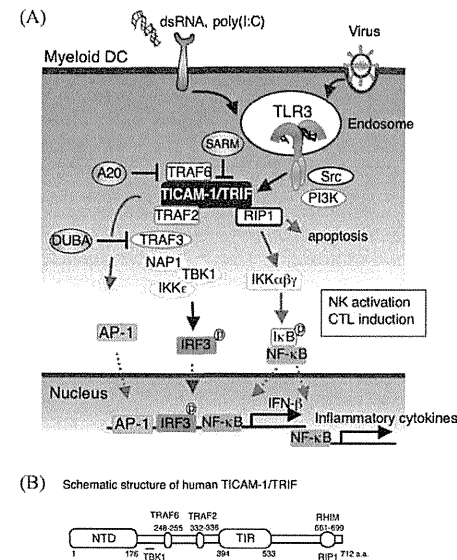 (A)
dsRNA, poly(I:C)
Virus
Myeloid DC
TLR3
Endosome
SARM
A20
TRAF6
Src
TICAM-1/TRIF
PI3K
TRAF2
RIP1
apoptosis
DUBA
TRAF3
NAP1
TBK1
IKKε
IKKαβγ
NK activation
CTL induction
AP-1
IRF3
p
IκB
p
NF-κB
Nucleus
IFN-β
p
AP-1
IRF3
NF-κB
Inflammatory cytokines
NF-κB
(B) Schematic structure of human TICAM-1/TRIF
TRAF6 TRAF2 RHIM
248-255 332-336 661-699
NTD TIR
1 176 TBK1 394 533 RIP1 712 a.a.